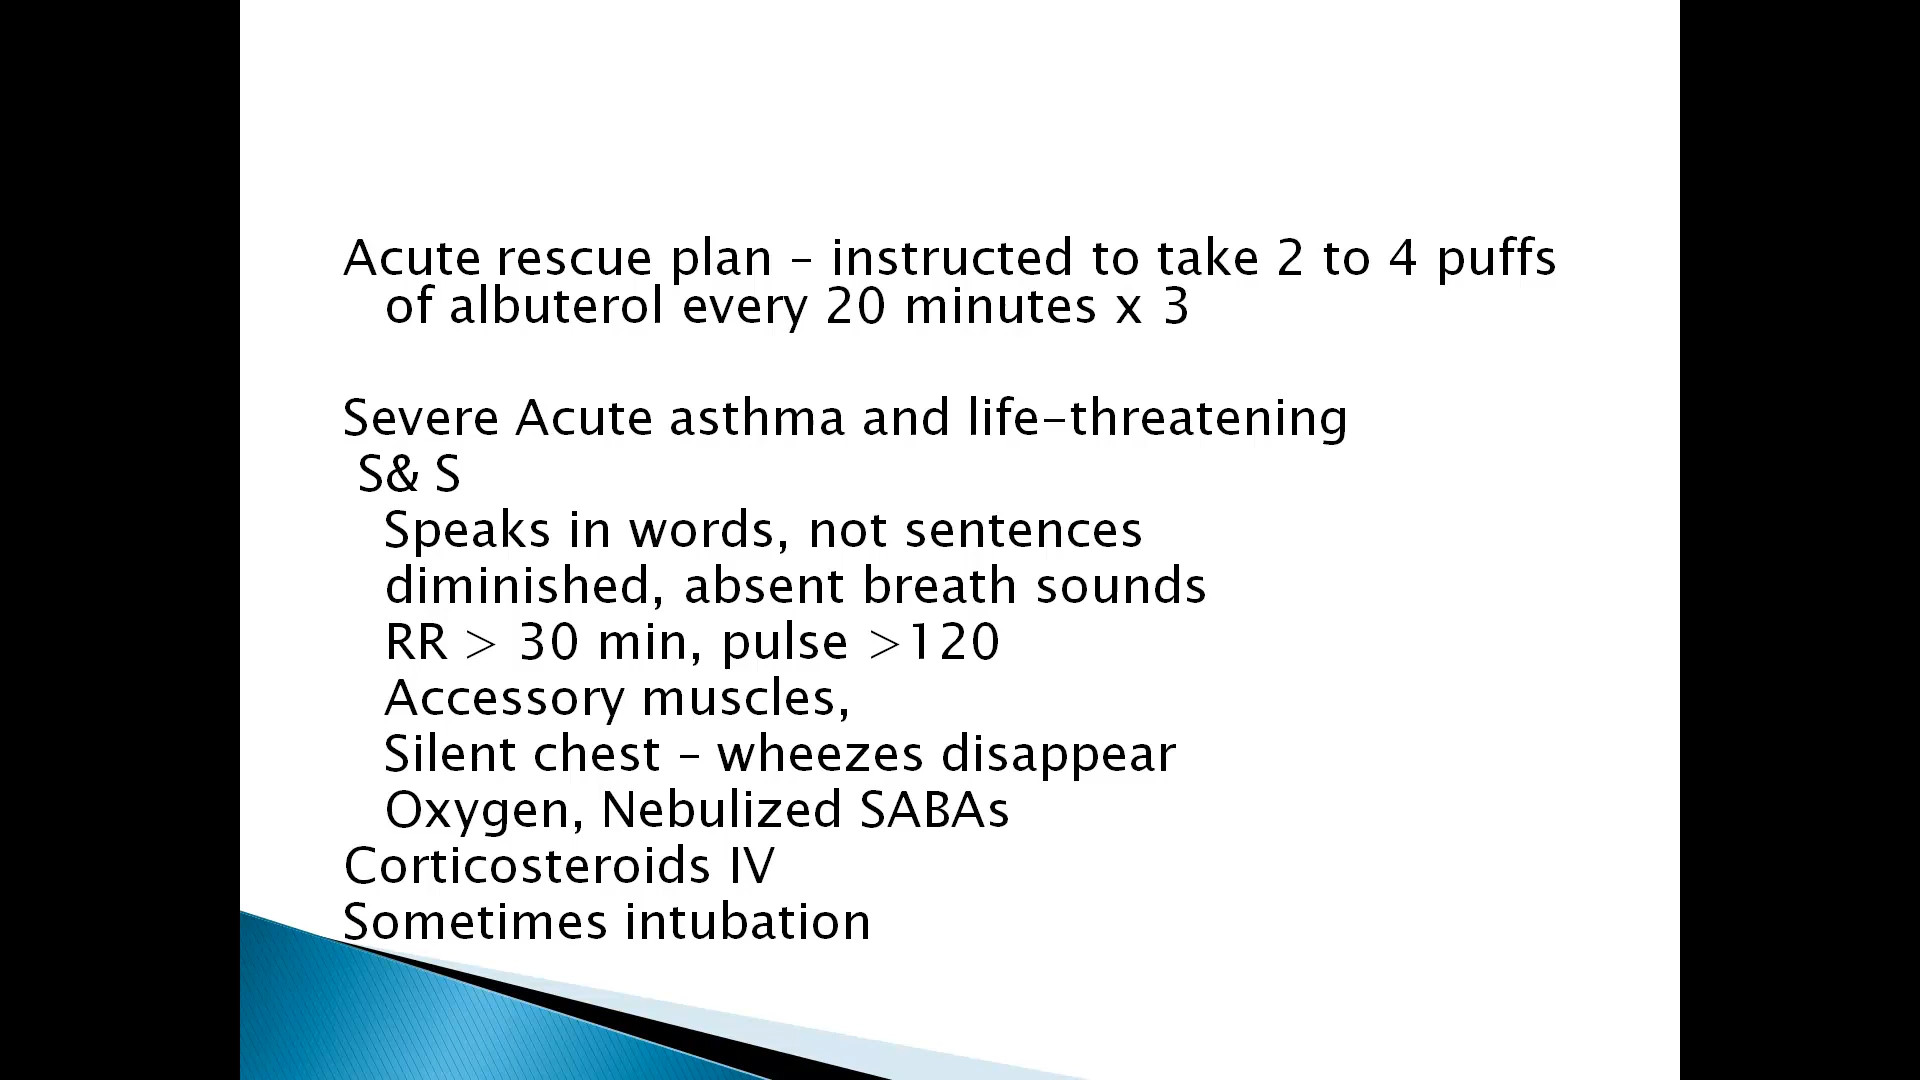 Acute rescue plan – instructed to take 2 to 4 puffs
of albuterol every 20 minutes x 3
Severe Acute asthma and life-threatening
S& S
Speaks in words, not sentences
diminished, absent breath sounds
RR > 30 min, pulse >120
Accessory muscles,
Silent chest – wheezes disappear
Oxygen, Nebulized SABAs
Corticosteroids IV
Sometimes intubation